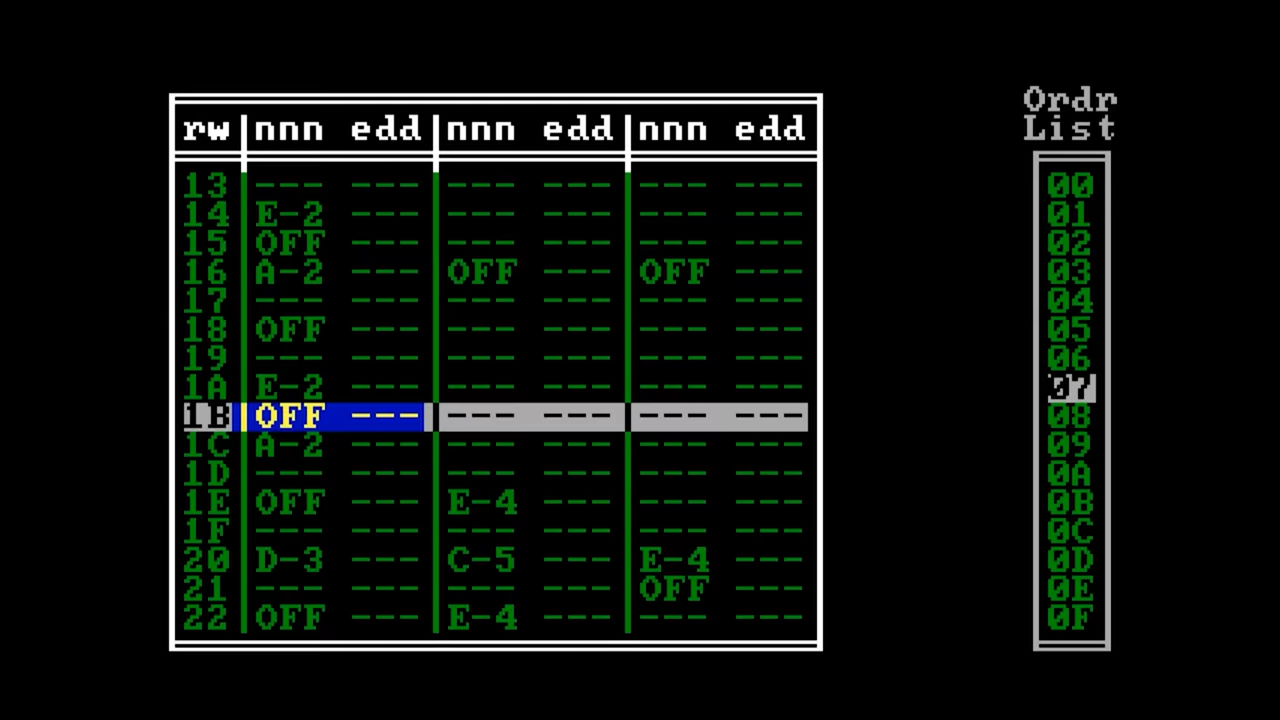 Ordr
List
rw nnn edd nnn edd nnn edd
13 --- --- --- --- --- --- 00
14 E-2 --- --- --- --- --- 01
15 OFF --- --- --- --- --- 02
16 A-2 --- OFF --- OFF --- 03
17 --- --- --- --- --- --- 04
18 OFF --- --- --- --- --- 05
19 --- --- --- --- --- --- 06
1A E-2 --- --- --- --- --- 07
1B OFF --- --- --- --- --- 08
1C A-2 --- --- --- --- --- 09
1D --- --- --- --- --- --- 0A
1E OFF --- E-4 --- --- --- 0B
1F --- --- --- --- --- --- 0C
20 D-3 --- C-5 --- E-4 --- 0D
21 --- --- --- --- OFF --- 0E
22 OFF --- E-4 --- --- --- 0F